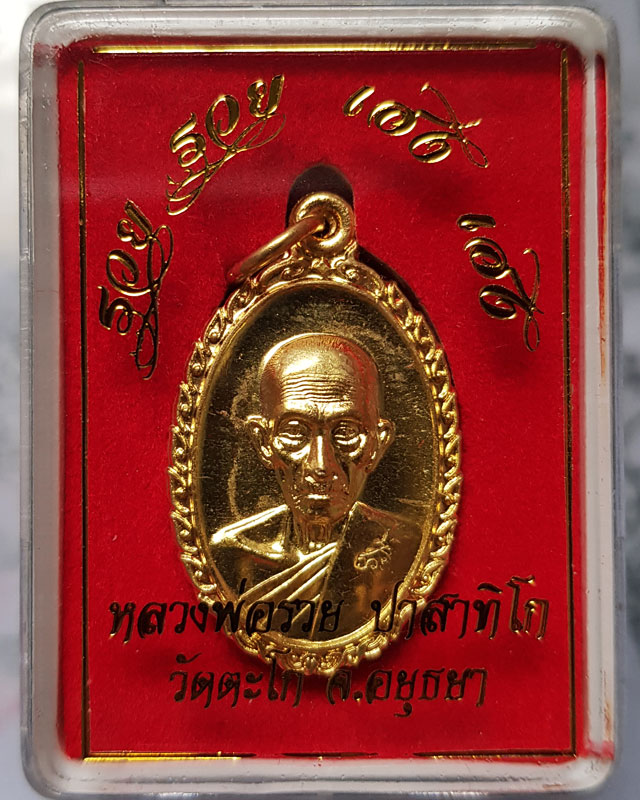 รวย รวย เฮง เฮง
หลวงพ่อรวย ปาสาทิโก
วัดตะโก จ.อยุธยา